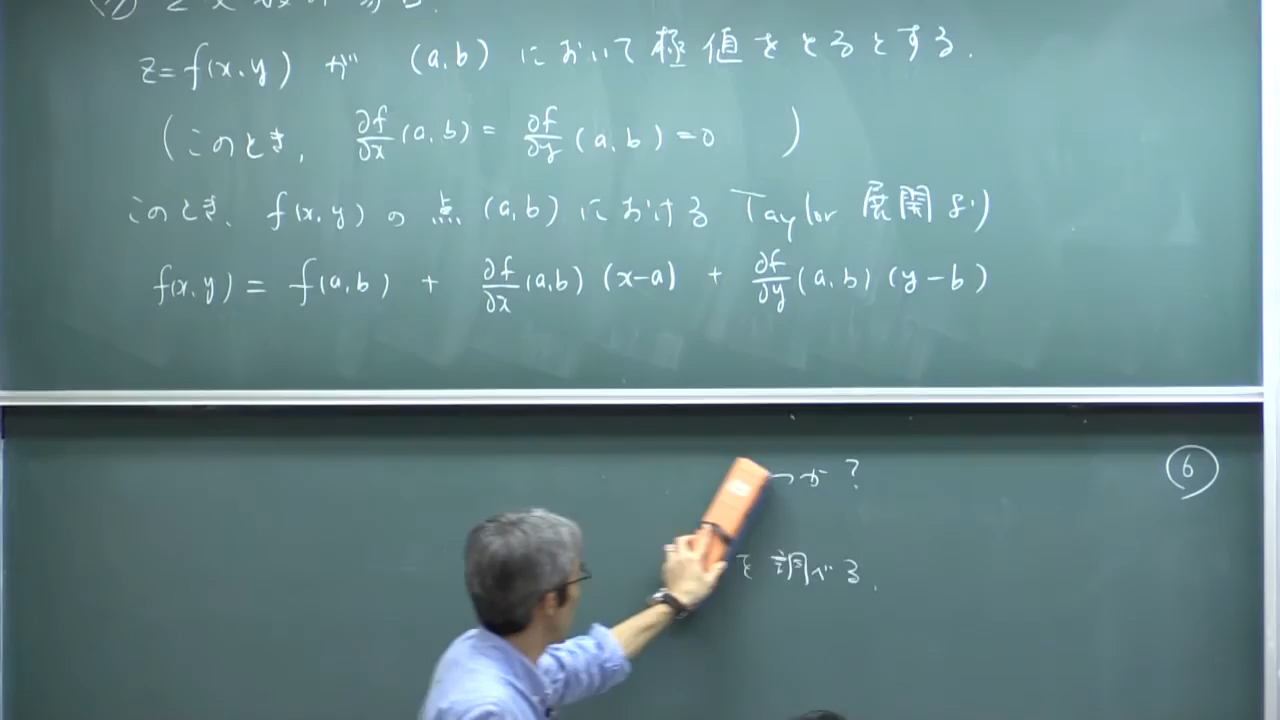 z=f(x,y) が (a,b) において極値をとるとする.
(このとき, ∂f/∂x (a,b) = ∂f/∂y (a,b) = 0 )
このとき, f(x,y) の点 (a,b) における Taylor 展開より
f(x,y) = f(a,b) + ∂f/∂x (a,b) (x-a) + ∂f/∂y (a,b) (y-b)
⑥
つか?
を調べる.